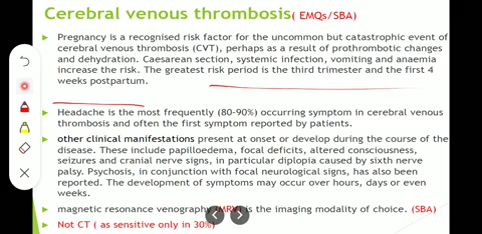 Cerebral venous thrombosis( EMQs/SBA)
Pregnancy is a recognised risk factor for the uncommon but catastrophic event of
cerebral venous thrombosis (CVT), perhaps as a result of prothrombotic changes
and dehydration. Caesarean section, systemic infection, vomiting and anaemia
increase the risk. The greatest risk period is the third trimester and the first 4
weeks postpartum.
Headache is the most frequently (80-90%) occurring symptom in cerebral venous
thrombosis and often the first symptom reported by patients.
other clinical manifestations present at onset or develop during the course of the
disease. These include papilloedema, focal deficits, altered consciousness,
seizures and cranial nerve signs, in particular diplopia caused by sixth nerve
palsy. Psychosis, in conjunction with focal neurological signs, has also been
reported. The development of symptoms may occur over hours, days or even
weeks.
magnetic resonance venography (MRV) is the imaging modality of choice. (SBA)
Not CT ( as sensitive only in 30%)